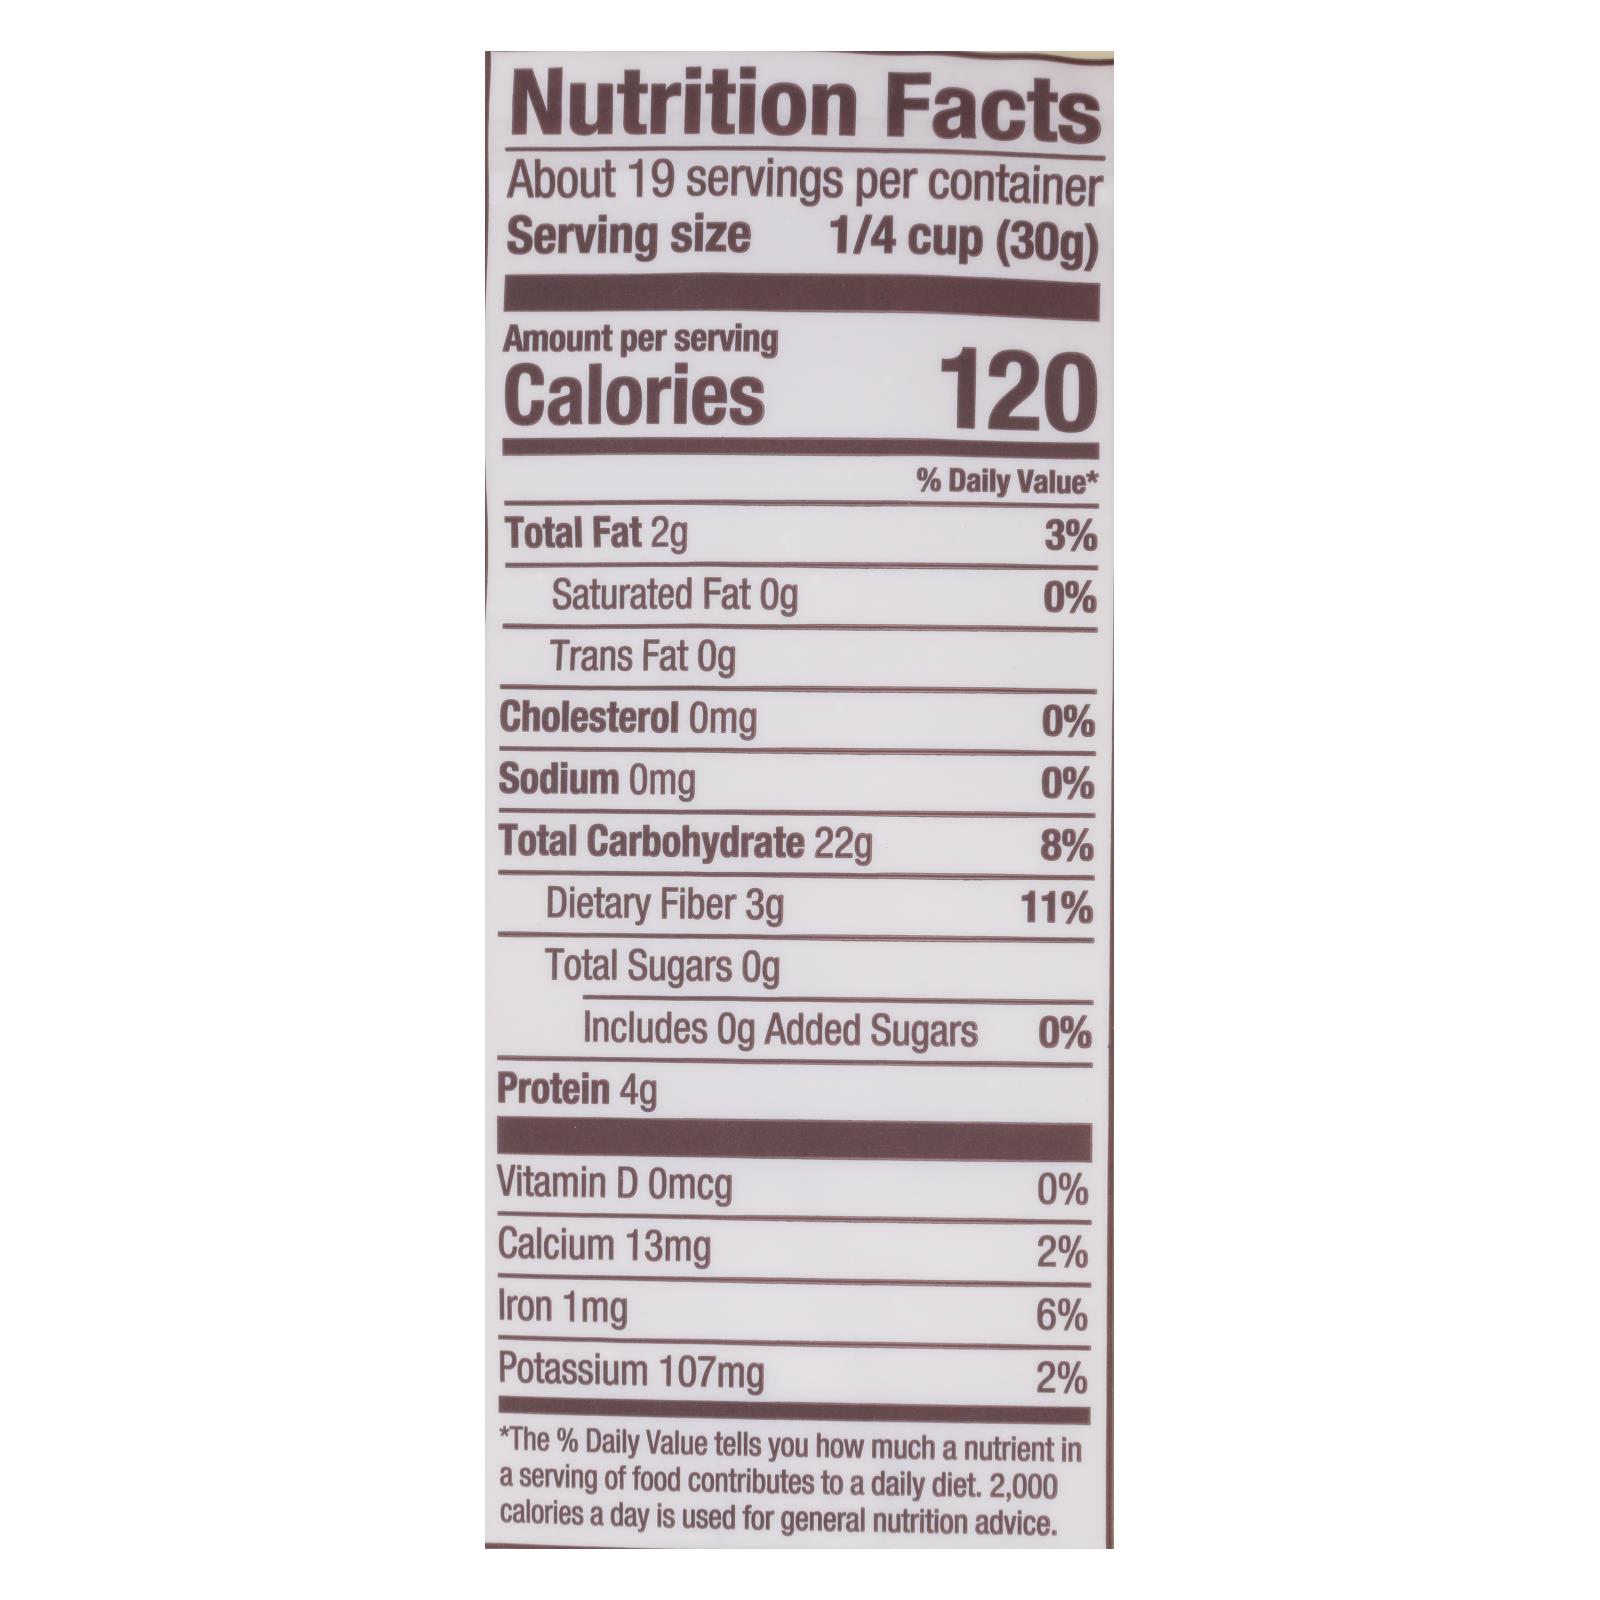 Nutrition Facts
About 19 servings per container
Serving size 1/4 cup (30g)
Amount per serving
Calories 120
% Daily Value*
Total Fat 2g 3%
Saturated Fat 0g 0%
Trans Fat 0g
Cholesterol 0mg 0%
Sodium 0mg 0%
Total Carbohydrate 22g 8%
Dietary Fiber 3g 11%
Total Sugars 0g
Includes 0g Added Sugars 0%
Protein 4g
Vitamin D 0mcg 0%
Calcium 13mg 2%
Iron 1mg 6%
Potassium 107mg 2%
*The % Daily Value tells you how much a nutrient in
a serving of food contributes to a daily diet. 2,000
calories a day is used for general nutrition advice.